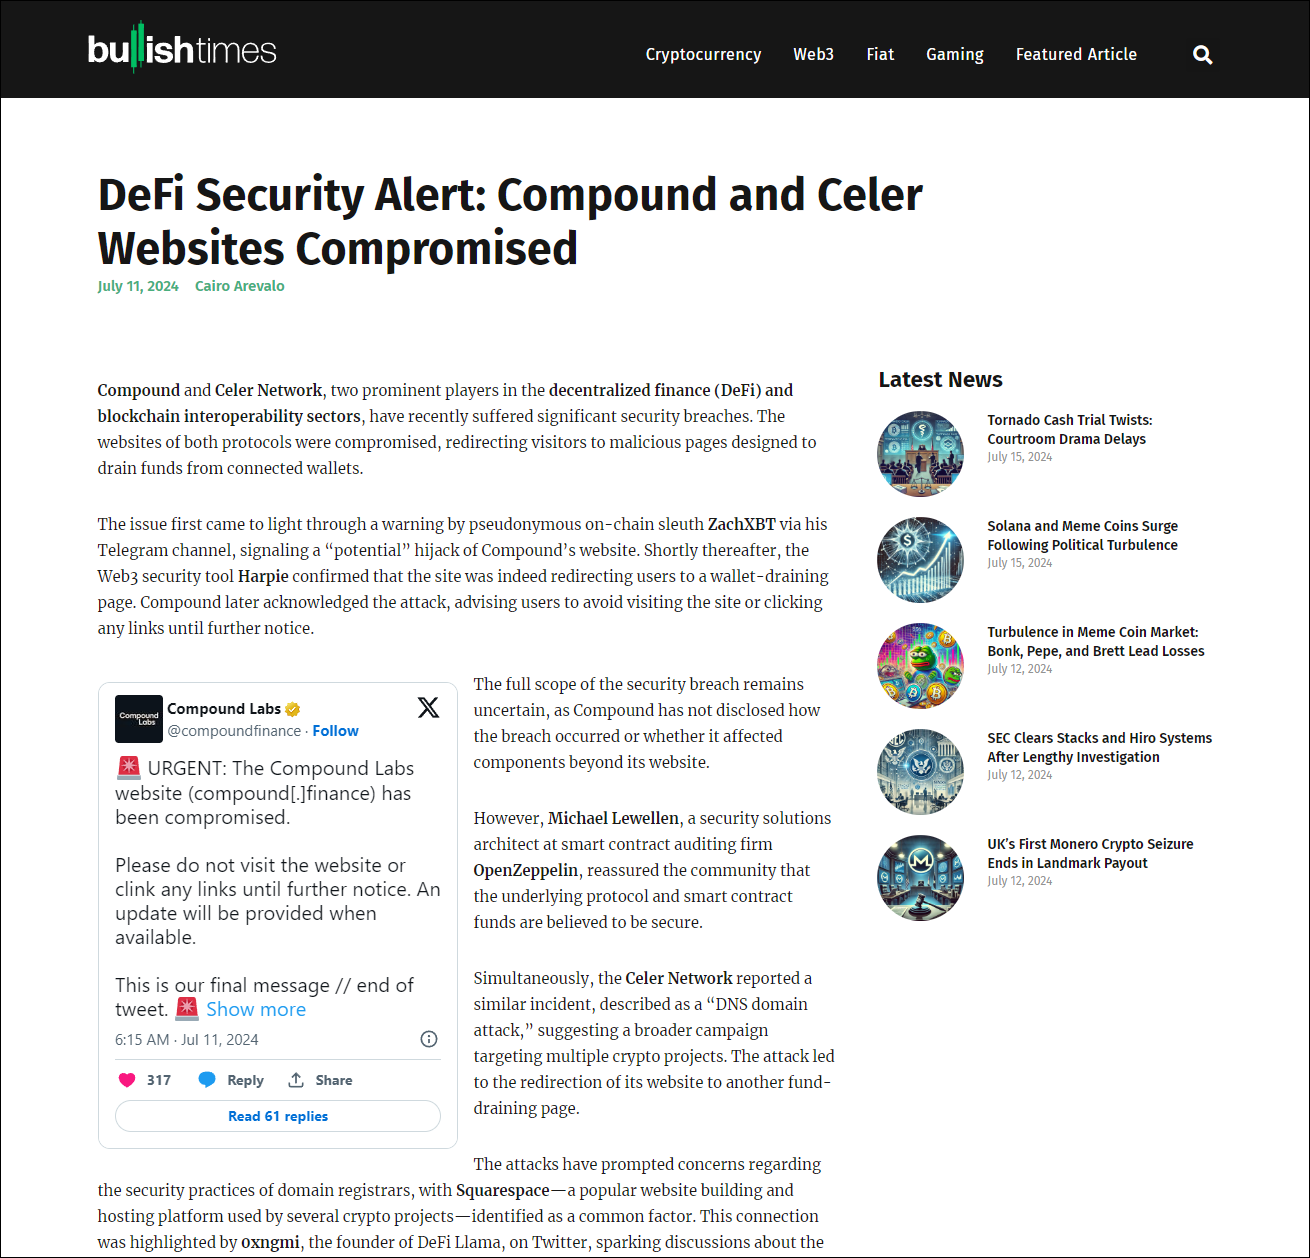 bullishtimes
Cryptocurrency Web3 Fiat Gaming Featured Article
DeFi Security Alert: Compound and Celer
Websites Compromised
July 11, 2024 Cairo Arevalo
Compound and Celer Network, two prominent players in the decentralized finance (DeFi) and
blockchain interoperability sectors, have recently suffered significant security breaches. The
websites of both protocols were compromised, redirecting visitors to malicious pages designed to
drain funds from connected wallets.
The issue first came to light through a warning by pseudonymous on-chain sleuth ZachXBT via his
Telegram channel, signaling a “potential” hijack of Compound’s website. Shortly thereafter, the
Web3 security tool Harpie confirmed that the site was indeed redirecting users to a wallet-draining
page. Compound later acknowledged the attack, advising users to avoid visiting the site or clicking
any links until further notice.
Compound
Labs
Compound Labs
@compoundfinance · Follow
🚨 URGENT: The Compound Labs
website (compound[.]finance) has
been compromised.
Please do not visit the website or
clink any links until further notice. An
update will be provided when
available.
This is our final message // end of
tweet. 🚨 Show more
6:15 AM · Jul 11, 2024
317 Reply Share
Read 61 replies
The full scope of the security breach remains
uncertain, as Compound has not disclosed how
the breach occurred or whether it affected
components beyond its website.
However, Michael Lewellen, a security solutions
architect at smart contract auditing firm
OpenZeppelin, reassured the community that
the underlying protocol and smart contract
funds are believed to be secure.
Simultaneously, the Celer Network reported a
similar incident, described as a “DNS domain
attack,” suggesting a broader campaign
targeting multiple crypto projects. The attack led
to the redirection of its website to another fund-
draining page.
The attacks have prompted concerns regarding
the security practices of domain registrars, with Squarespace—a popular website building and
hosting platform used by several crypto projects—identified as a common factor. This connection
was highlighted by 0xngmi, the founder of DeFi Llama, on Twitter, sparking discussions about the
Latest News
Tornado Cash Trial Twists:
Courtroom Drama Delays
July 15, 2024
Solana and Meme Coins Surge
Following Political Turbulence
July 15, 2024
Turbulence in Meme Coin Market:
Bonk, Pepe, and Brett Lead Losses
July 12, 2024
SEC Clears Stacks and Hiro Systems
After Lengthy Investigation
July 12, 2024
UK’s First Monero Crypto Seizure
Ends in Landmark Payout
July 12, 2024